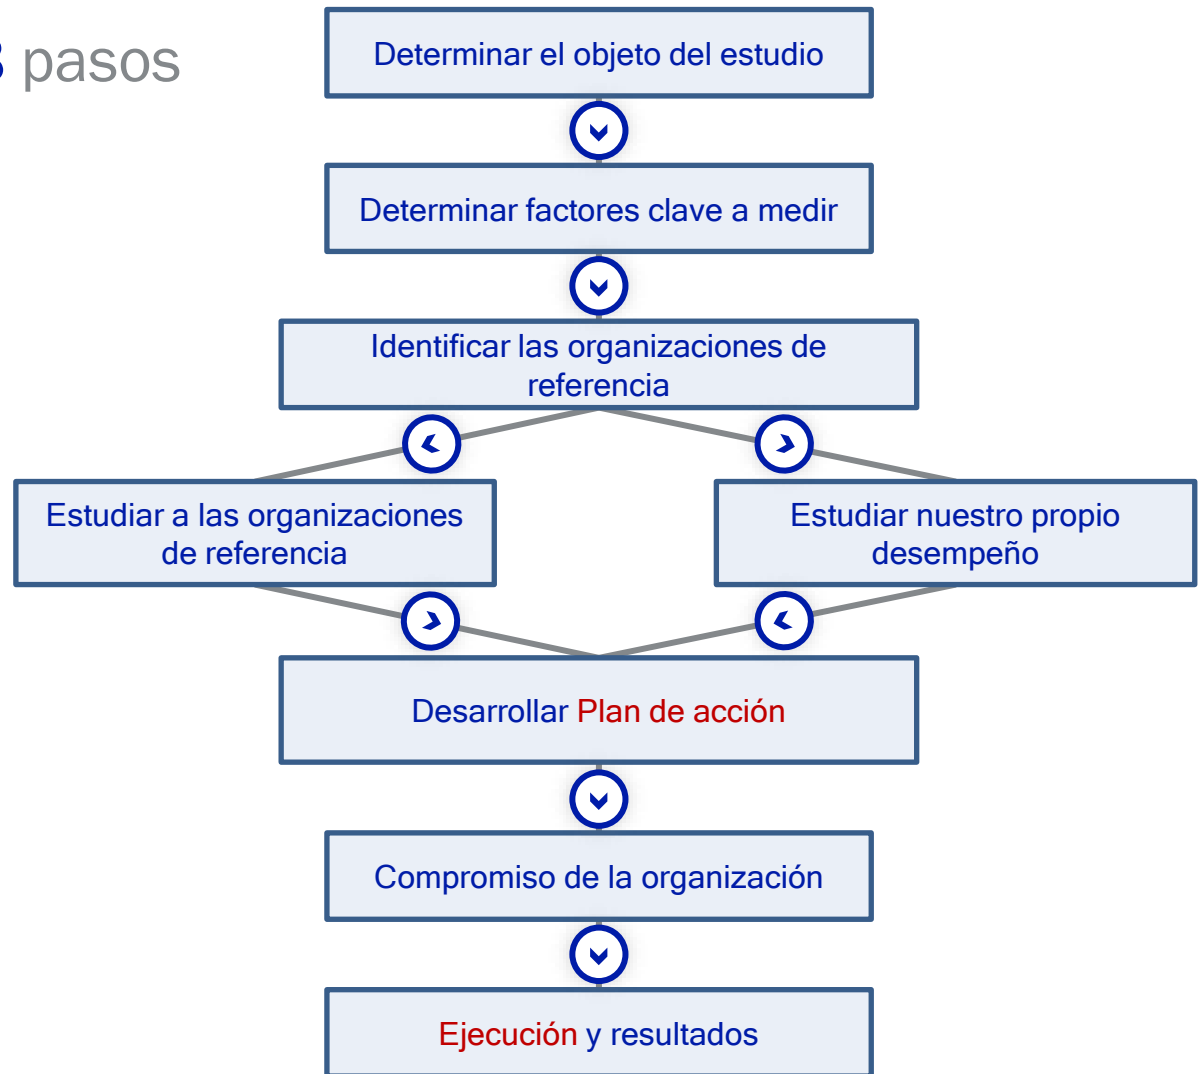 8 pasos
Determinar el objeto del estudio
Determinar factores clave a medir
Identificar las organizaciones de
referencia
Estudiar a las organizaciones
de referencia
Estudiar nuestro propio
desempeño
Desarrollar Plan de acción
Compromiso de la organización
Ejecución y resultados